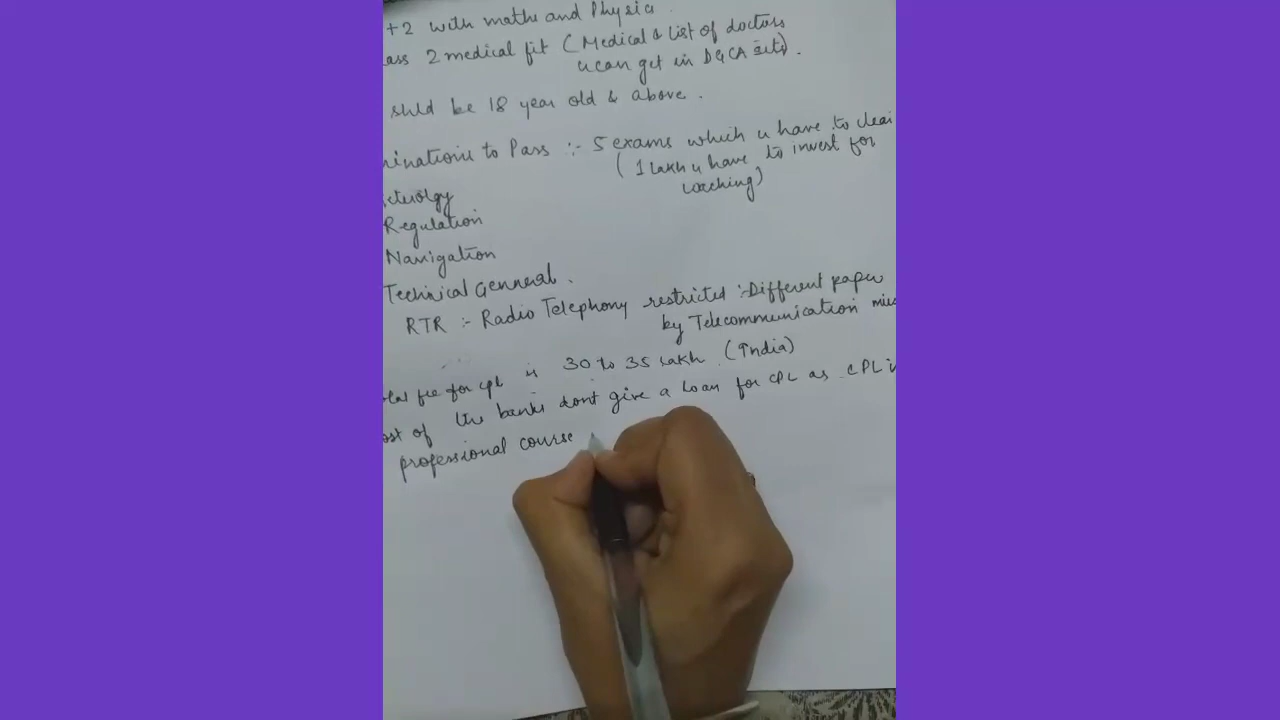 +2 with maths and Physics
ass 2 medical fit (Medical & List of doctors
u can get in DGCA site).
shld be 18 year old & above.
minations to Pass :- 5 exams which u have to clear
(1 Lakh u have to invest for
coaching)
Regulation
Navigation
Technical General.
RTR :- Radio Telephony restricted :- Different paper
by Telecommunication
fee for cpl is 30 to 35 Lakh (India)
ost of the banks dont give a loan for CPL as CPL i
professional course